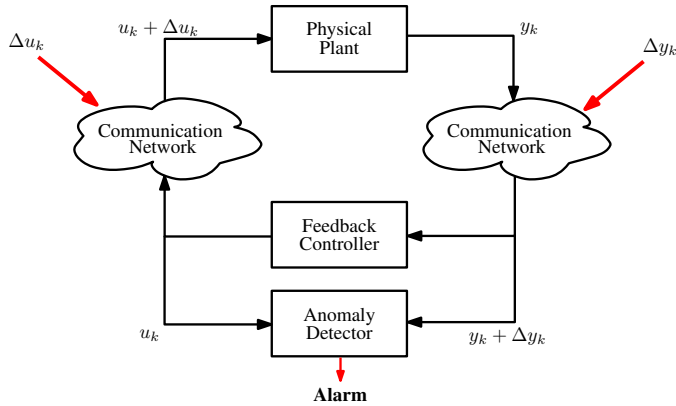 Δu_k
u_k + Δu_k
Physical
Plant
y_k
Δy_k
Communication
Network
Communication
Network
Feedback
Controller
u_k
Anomaly
Detector
y_k + Δy_k
Alarm